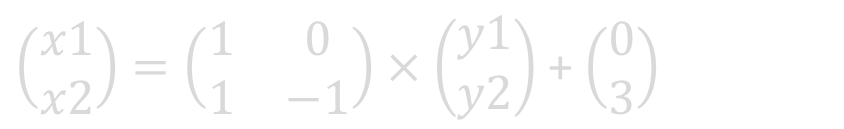 (x1 x2) = (1 0 1 −1) × (y1 y2) + (0 3)